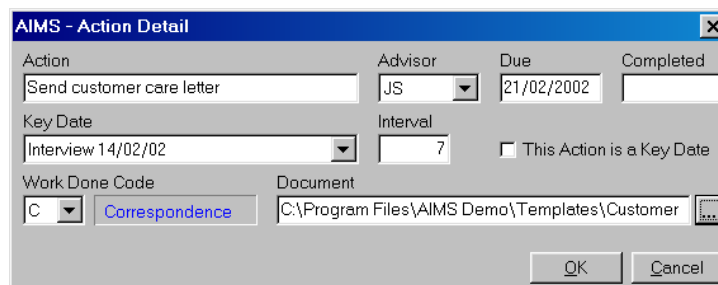 AIMS - Action Detail
Action Advisor Due Completed
Send customer care letter JS 21/02/2002
Key Date Interval
Interview 14/02/02 7 This Action is a Key Date
Work Done Code Document
C Correspondence C:\Program Files\AIMS Demo\Templates\Customer ...
OK Cancel